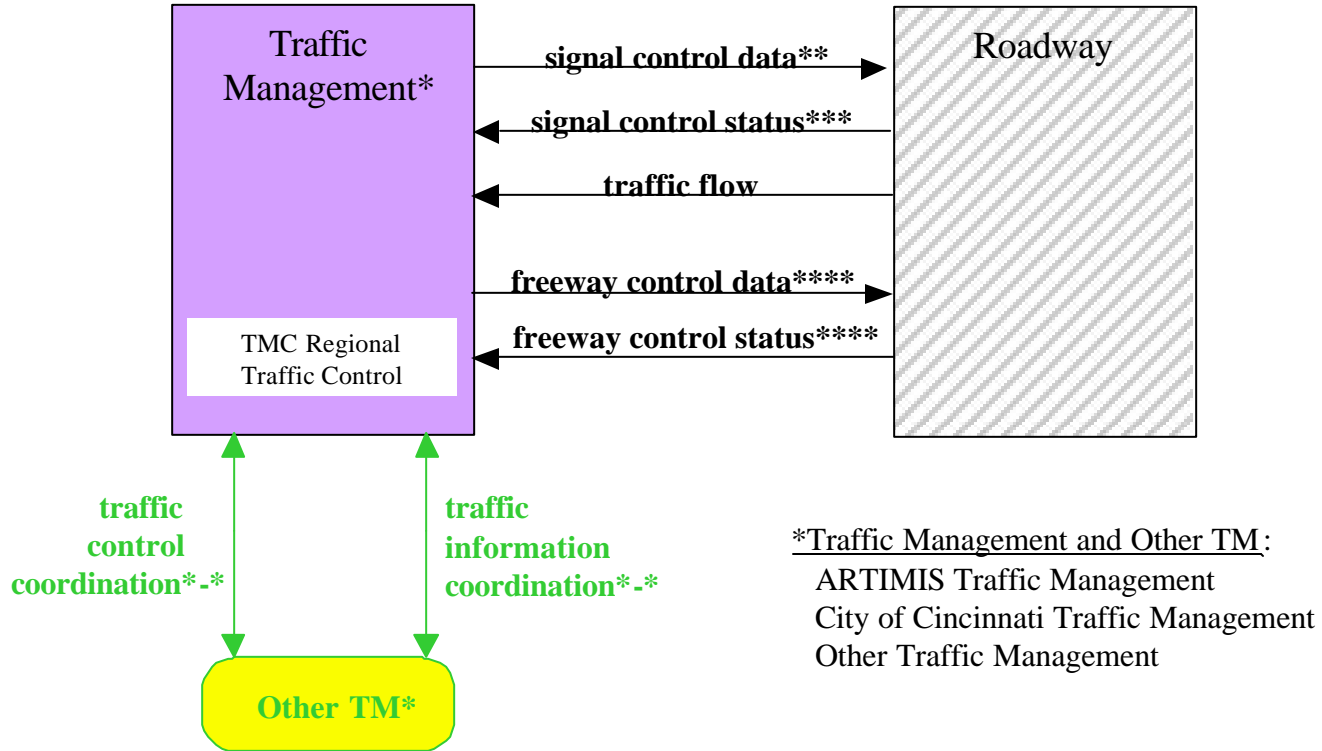 Traffic
Management*
signal control data**
signal control status***
traffic flow
freeway control data****
freeway control status****
TMC Regional
Traffic Control
Roadway
traffic
control
coordination*-*
traffic
information
coordination*-*
Other TM*
*Traffic Management and Other TM:
ARTIMIS Traffic Management
City of Cincinnati Traffic Management
Other Traffic Management